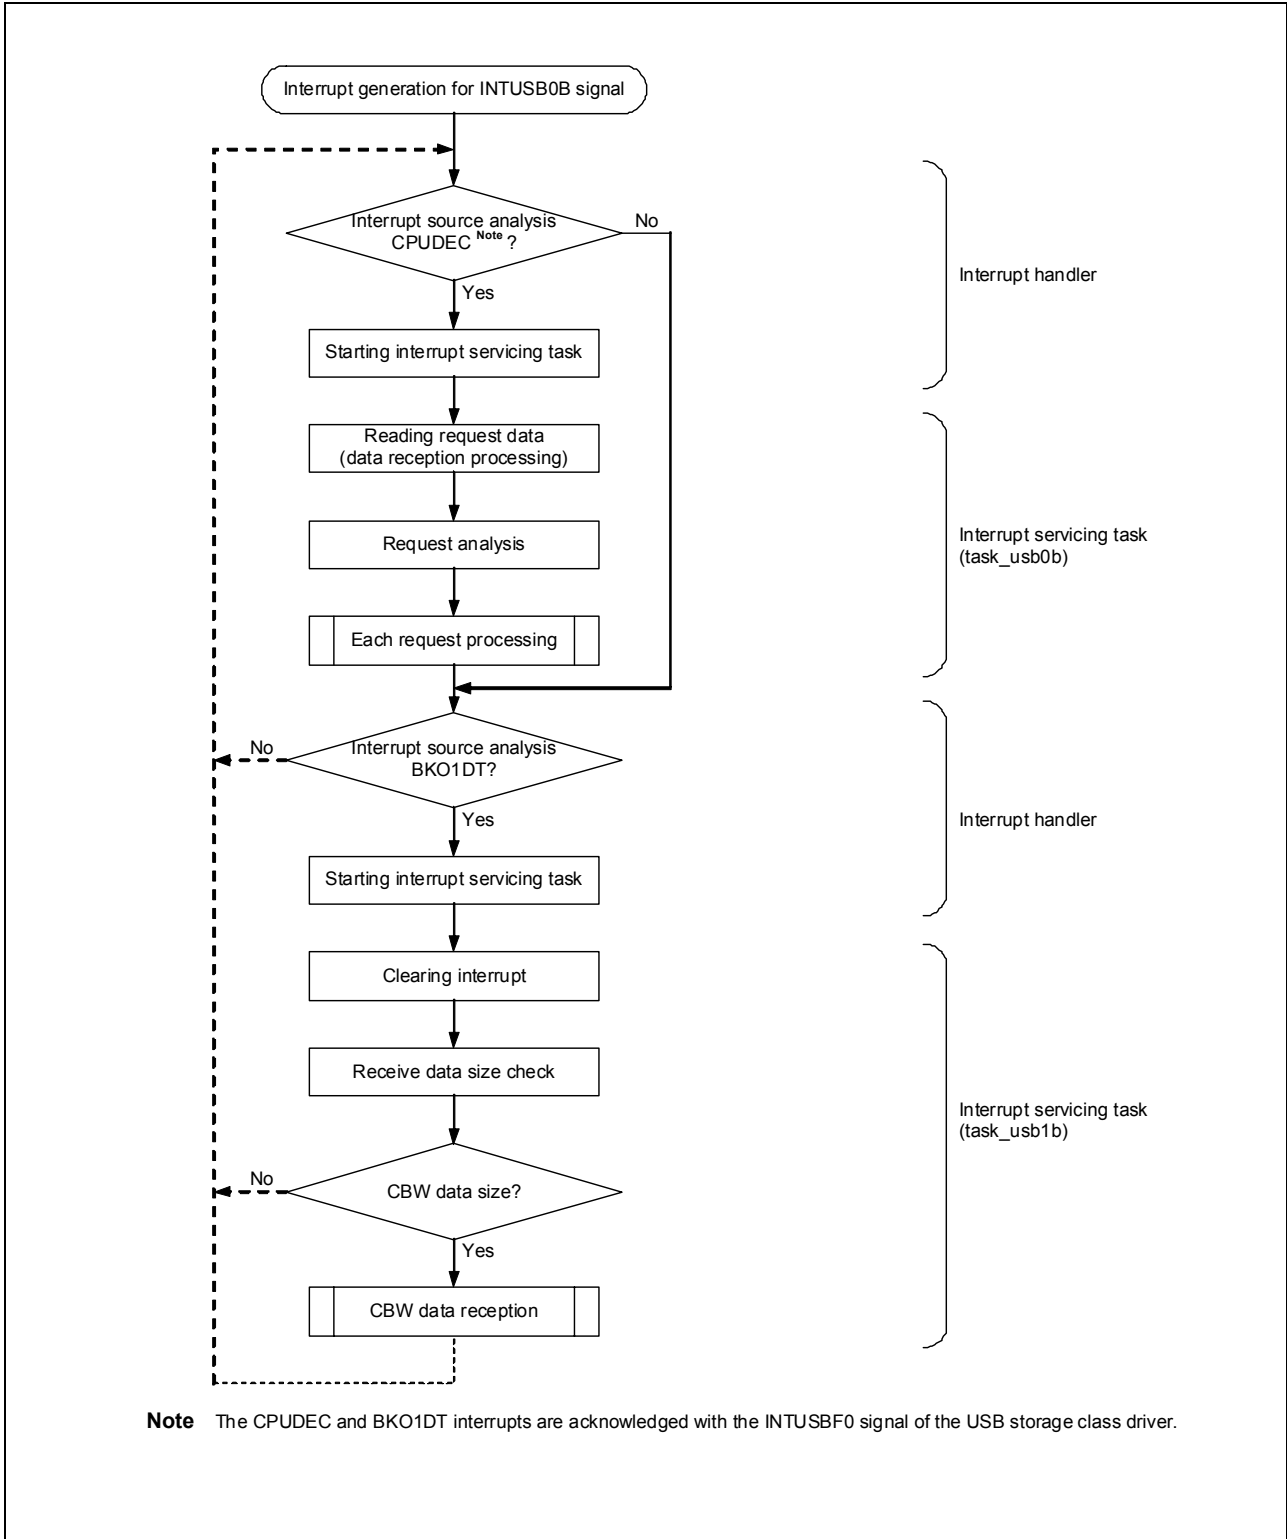 Interrupt generation for INTUSB0B signal
Interrupt source analysis
CPUDEC Note ?
No
Yes
Interrupt handler
Starting interrupt servicing task
Reading request data
(data reception processing)
Request analysis
Interrupt servicing task
(task_usb0b)
Each request processing
No
Interrupt source analysis
BKO1DT?
Yes
Interrupt handler
Starting interrupt servicing task
Clearing interrupt
Receive data size check
Interrupt servicing task
(task_usb1b)
No
CBW data size?
Yes
CBW data reception
Note The CPUDEC and BKO1DT interrupts are acknowledged with the INTUSBF0 signal of the USB storage class driver.